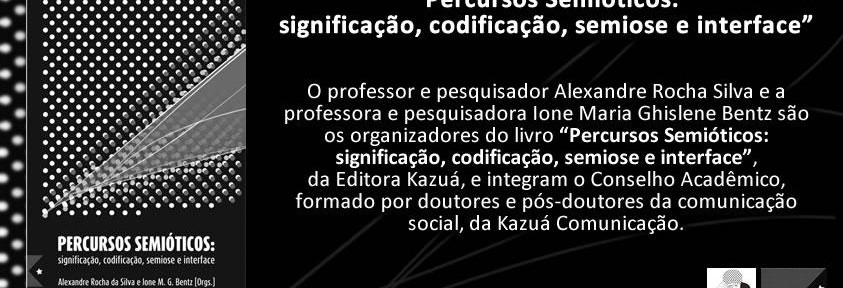 Percursos Semióticos:
significação, codificação, semiose e interface”
O professor e pesquisador Alexandre Rocha Silva e a
professora e pesquisadora Ione Maria Ghislene Bentz são
os organizadores do livro “Percursos Semióticos:
significação, codificação, semiose e interface”,
da Editora Kazuá, e integram o Conselho Acadêmico,
formado por doutores e pós-doutores da comunicação
social, da Kazuá Comunicação.
PERCURSOS SEMIÓTICOS:
significação, codificação, semiose e interface
Alexandre Rocha da Silva e Ione M. G. Bentz [Orgs.]